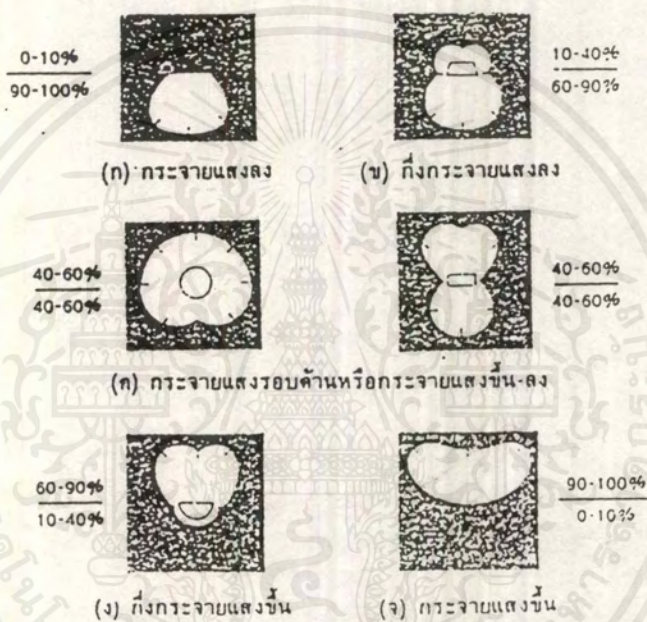 0-10%
90-100%
10-40%
60-90%
(ก) กระจายแสงลง
(ข) กึ่งกระจายแสงลง
40-60%
40-60%
40-60%
40-60%
(ค) กระจายแสงรอบด้านหรือกระจายแสงขึ้น-ลง
60-90%
10-40%
90-100%
0-10%
(ง) กึ่งกระจายแสงขึ้น
(จ) กระจายแสงขึ้น